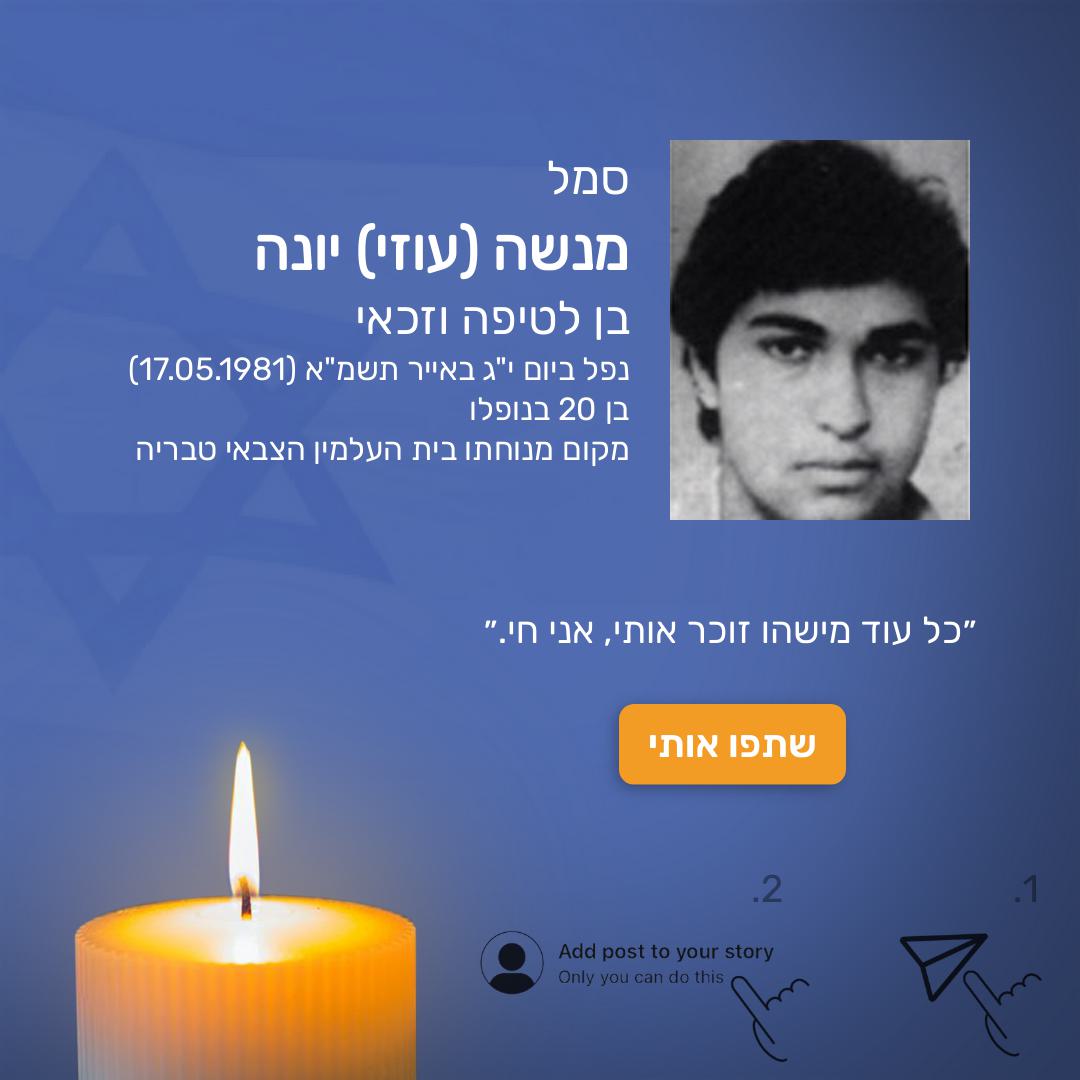 סמל
מנשה (עוזי) יונה
בן לטיפה וזכאי
נפל ביום י"ג באייר תשמ"א (17.05.1981)
בן 20 בנופלו
מקום מנוחתו בית העלמין הצבאי טבריה
״כל עוד מישהו זוכר אותי, אני חי.״
שתפו אותי
1.
2.
Add post to your story
Only you can do this